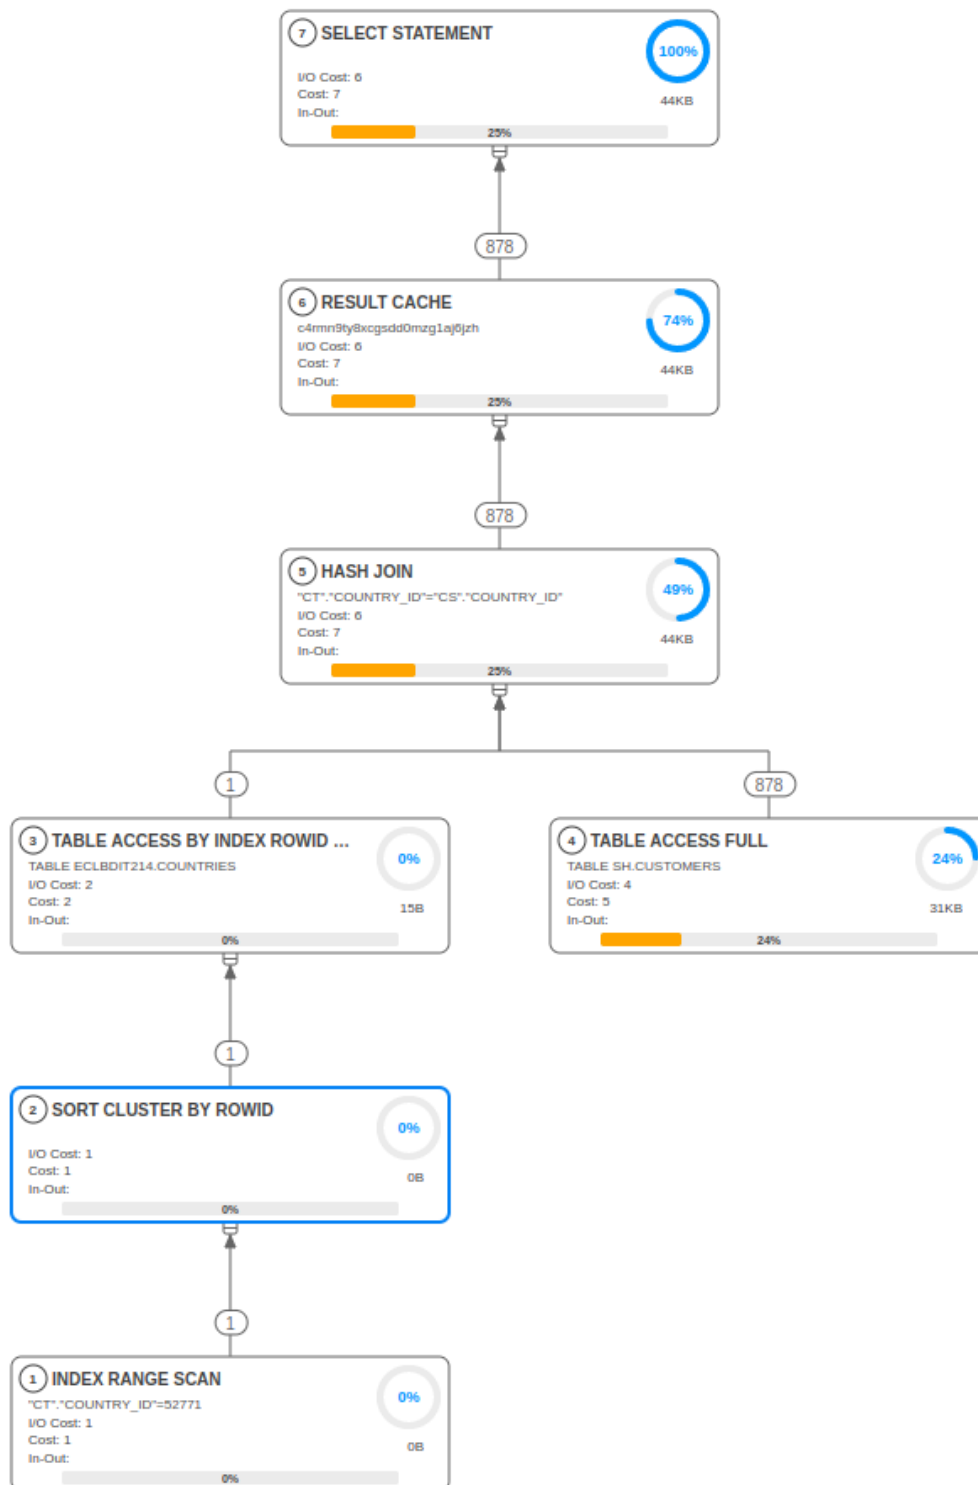 7 SELECT STATEMENT
100%
I/O Cost: 6
Cost: 7
44KB
In-Out:
25%
878
6 RESULT CACHE
c4rmn9ty8xcgsdd0mzg1aj6jzh
74%
I/O Cost: 6
Cost: 7
44KB
In-Out:
25%
878
5 HASH JOIN
"CT"."COUNTRY_ID"="CS"."COUNTRY_ID"
49%
I/O Cost: 6
Cost: 7
44KB
In-Out:
25%
1
878
3 TABLE ACCESS BY INDEX ROWID ...
TABLE ECLBDIT214.COUNTRIES
0%
I/O Cost: 2
Cost: 2
15B
In-Out:
0%
4 TABLE ACCESS FULL
TABLE SH.CUSTOMERS
24%
I/O Cost: 4
Cost: 5
31KB
In-Out:
24%
1
2 SORT CLUSTER BY ROWID
0%
I/O Cost: 1
Cost: 1
0B
In-Out:
0%
1
1 INDEX RANGE SCAN
"CT"."COUNTRY_ID"=52771
0%
I/O Cost: 1
Cost: 1
0B
In-Out:
0%